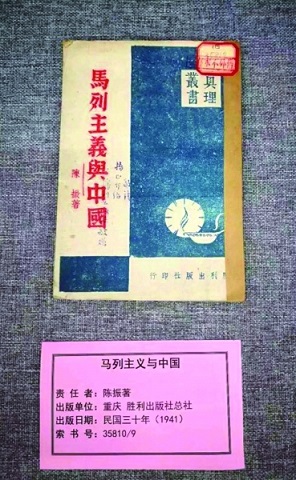 真理
叢書
馬列主義與中國
陳振著
勝利出版社印行
马列主义与中国
责 任 者：陈振著
出版单位：重庆 胜利出版社总社
出版日期：民国三十年（1941）
索 书 号：35810/9